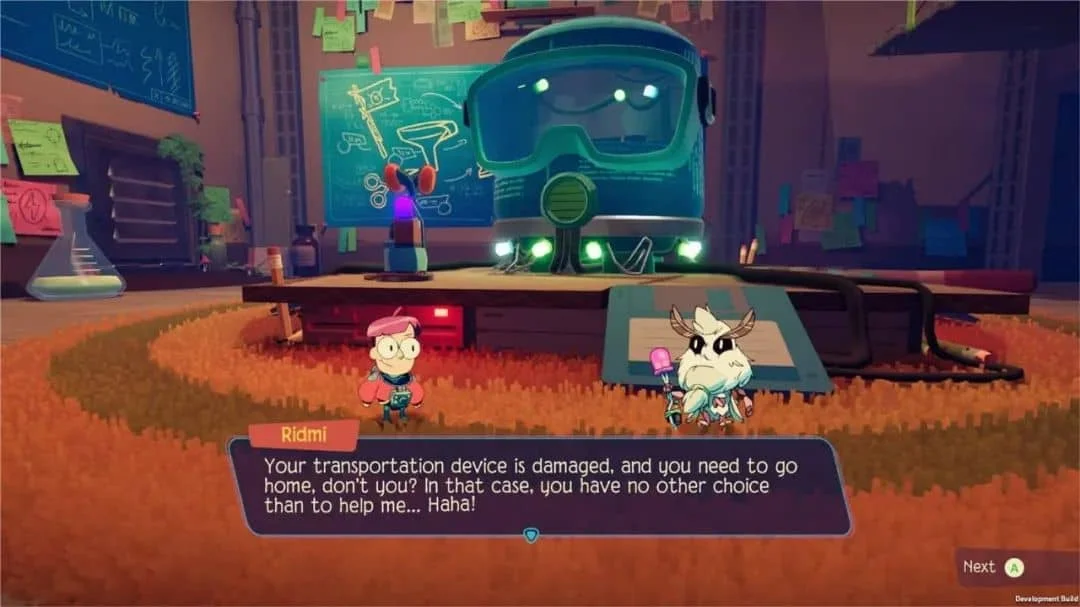 Ridmi
Your transportation device is damaged, and you need to go
home, don't you? In that case, you have no other choice
than to help me... Haha!
Next A
Development Build